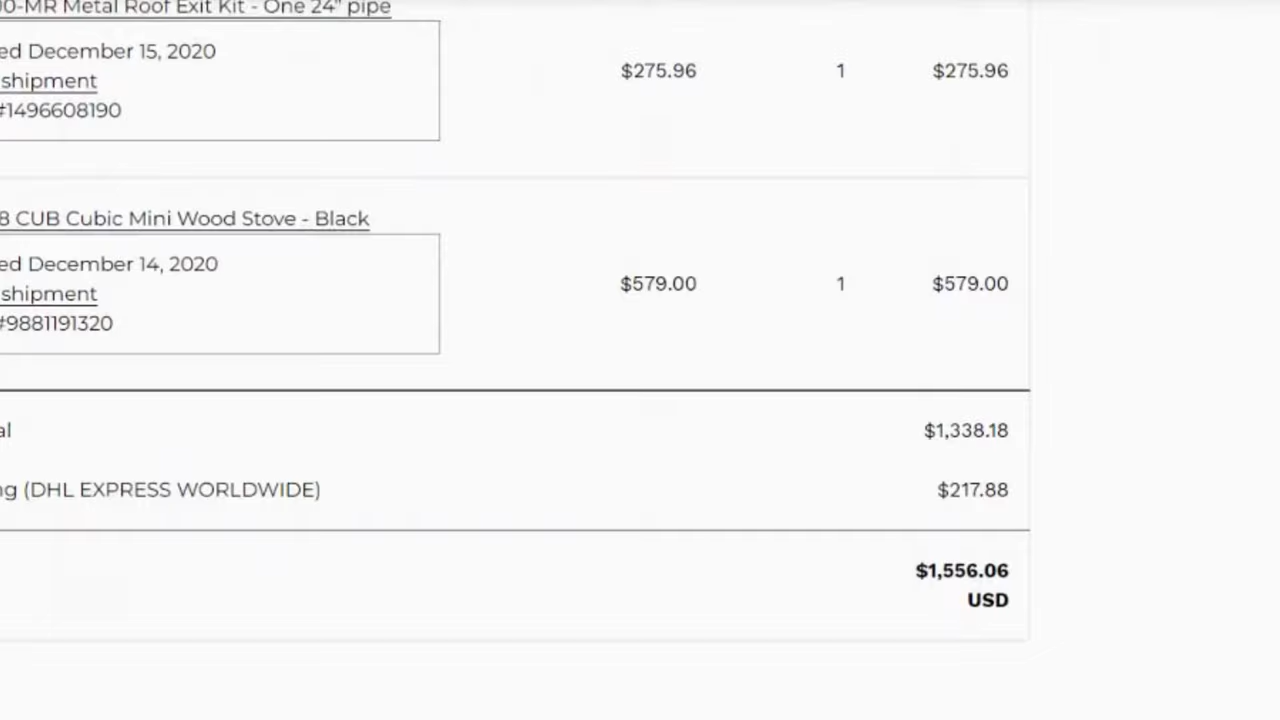 00-MR Metal Roof Exit Kit - One 24" pipe
ed December 15, 2020
$275.96 1 $275.96
shipment
#1496608190
8 CUB Cubic Mini Wood Stove - Black
ed December 14, 2020
$579.00 1 $579.00
shipment
#9881191320
al $1,338.18
ng (DHL EXPRESS WORLDWIDE) $217.88
$1,556.06
USD